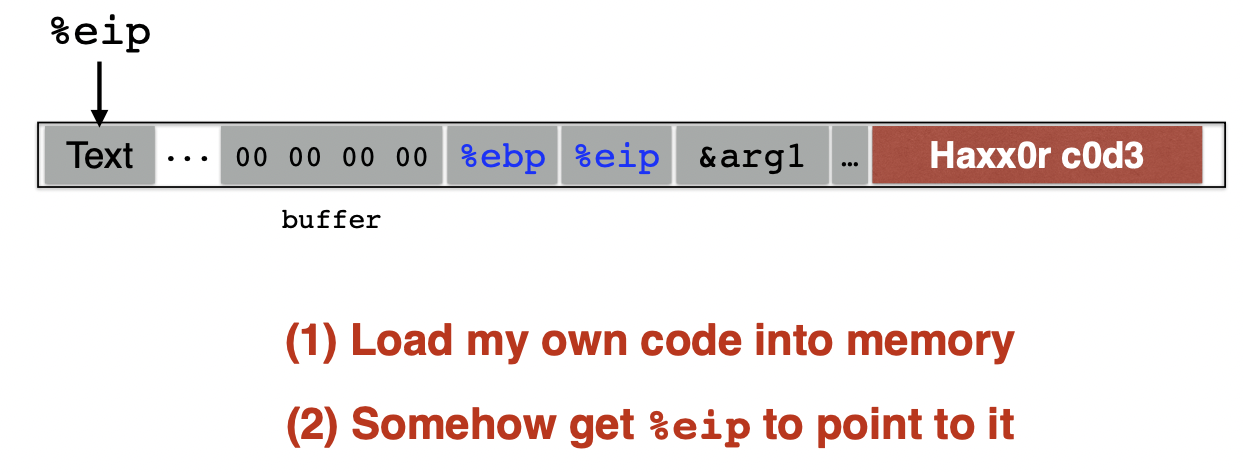 %eip
Text ... 00 00 00 00 %ebp %eip &arg1 … Haxx0r c0d3
buffer
(1) Load my own code into memory
(2) Somehow get %eip to point to it